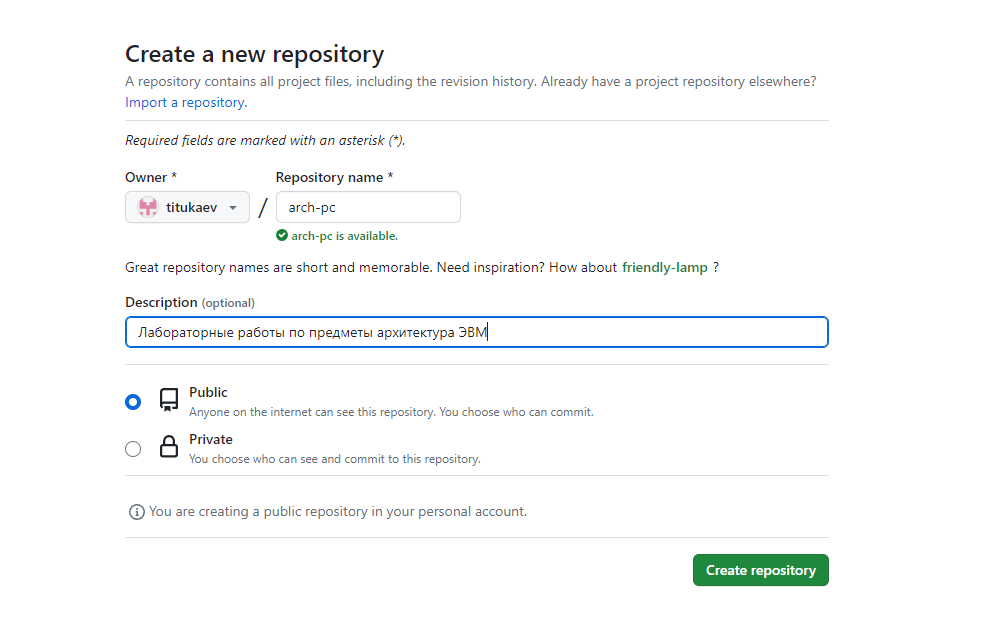 Create a new repository
A repository contains all project files, including the revision history. Already have a project repository elsewhere?
Import a repository.
Required fields are marked with an asterisk (*).
Owner * Repository name *
titukaev / arch-pc
arch-pc is available.
Great repository names are short and memorable. Need inspiration? How about friendly-lamp ?
Description (optional)
Лабораторные работы по предметы архитектура ЭВМ
Public
Anyone on the internet can see this repository. You choose who can commit.
Private
You choose who can see and commit to this repository.
You are creating a public repository in your personal account.
Create repository